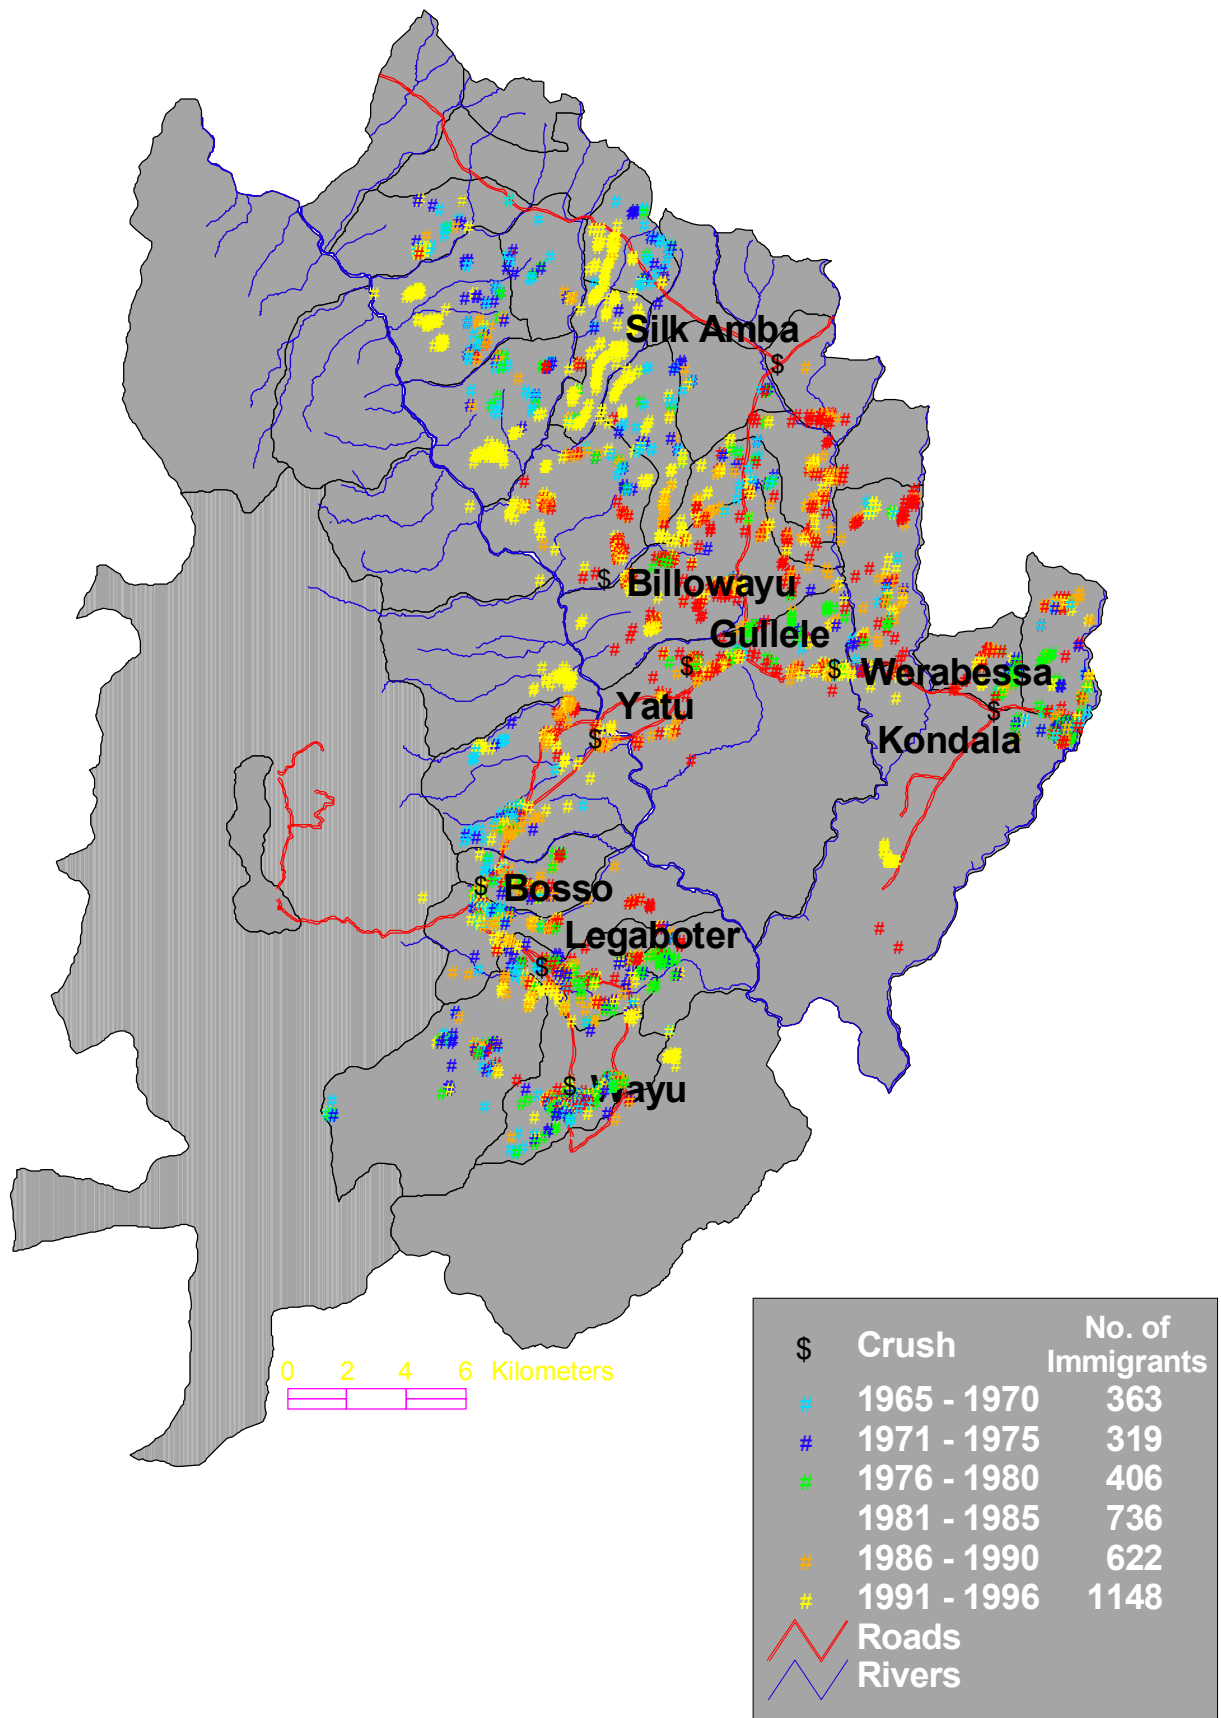 Silk Amba
$
Billowayu
$
Gullele
$
$
Werabessa
Yatu
$
$
Kondala
$
Bosso
Legaboter
$
$ Wayu
0 2 4 6 Kilometers
$ Crush No. of Immigrants
# 1965 - 1970 363
# 1971 - 1975 319
# 1976 - 1980 406
1981 - 1985 736
# 1986 - 1990 622
# 1991 - 1996 1148
Roads
Rivers